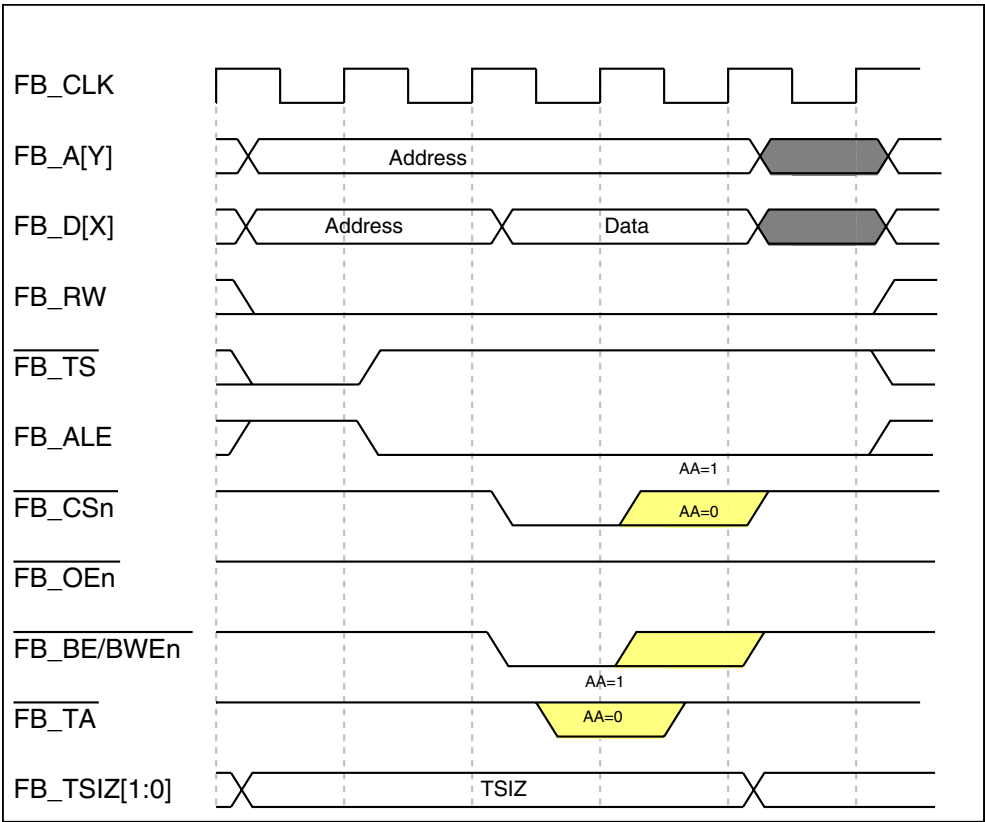 FB_CLK
FB_A[Y]
Address
FB_D[X]
Address
Data
FB_RW
FB_TS
FB_ALE
AA=1
FB_CSn
AA=0
FB_OEn
FB_BE/BWEn
AA=1
FB_TA
AA=0
FB_TSIZ[1:0]
TSIZ